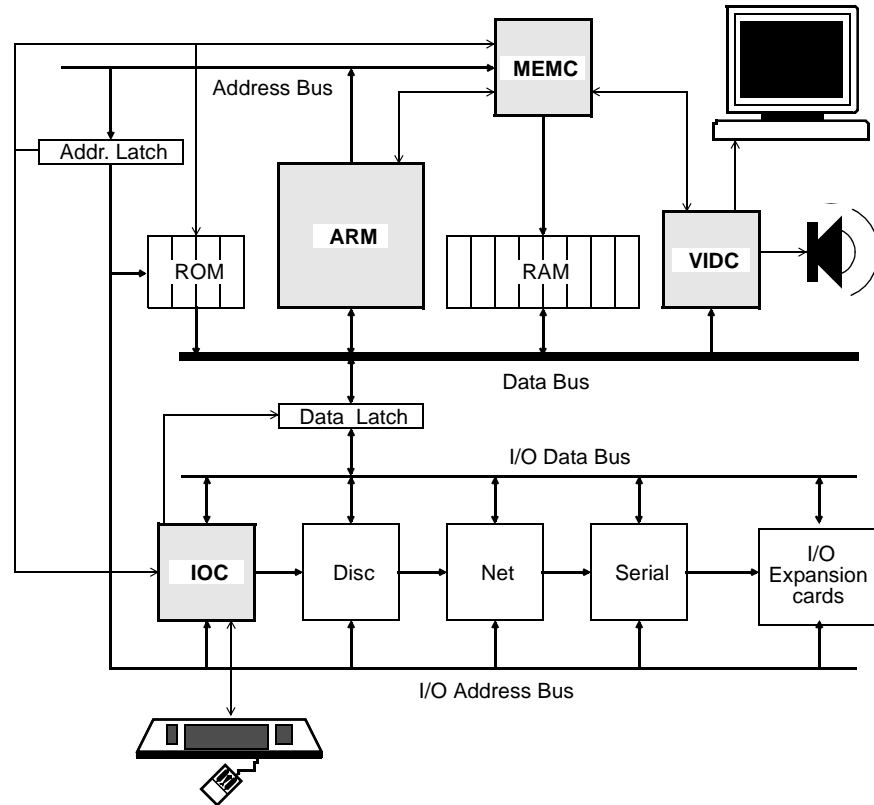 MEMC
Address Bus
Addr. Latch
ARM
ROM
RAM
VIDC
Data Bus
Data Latch
I/O Data Bus
IOC
Disc
Net
Serial
I/O
Expansion
cards
I/O Address Bus